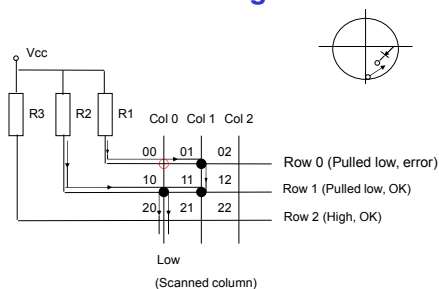 Vcc
R3 R2 R1 Col 0 Col 1 Col 2
00 01 02
Row 0 (Pulled low, error)
10 11 12
Row 1 (Pulled low, OK)
20 21 22
Row 2 (High, OK)
Low
(Scanned column)